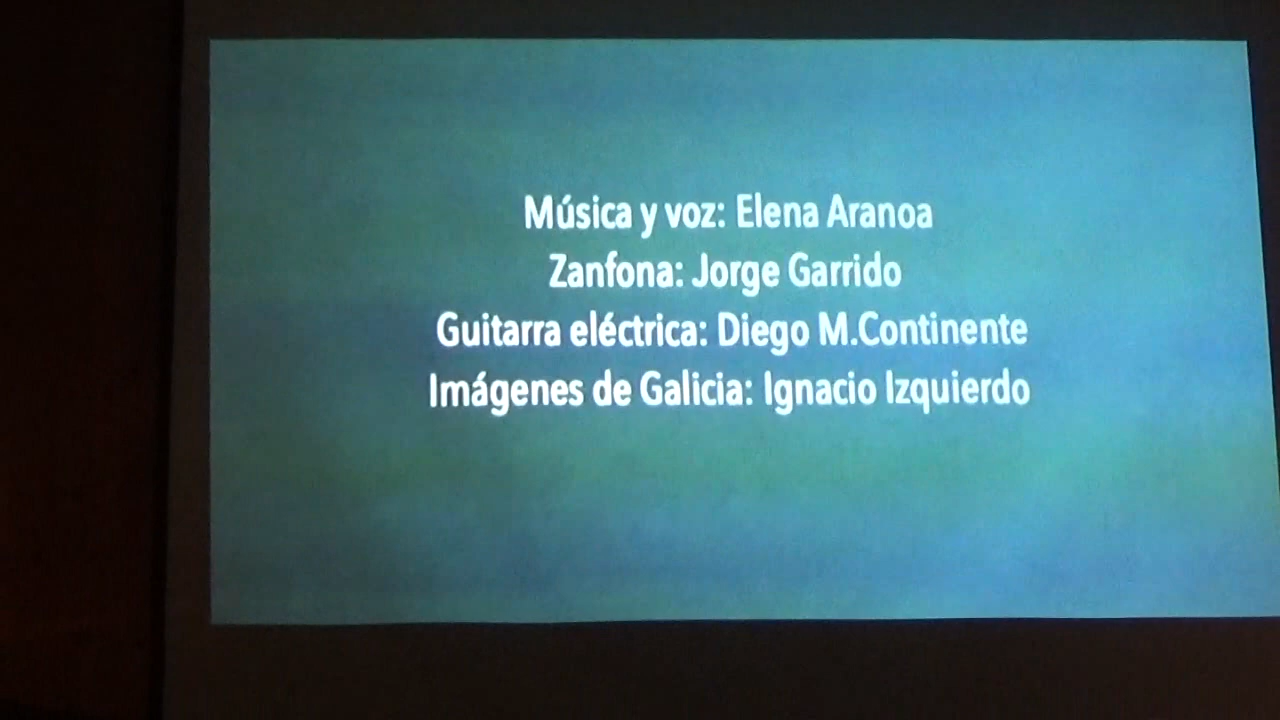 Música y voz: Elena Aranoa
Zanfona: Jorge Garrido
Guitarra eléctrica: Diego M.Continente
Imágenes de Galicia: Ignacio Izquierdo